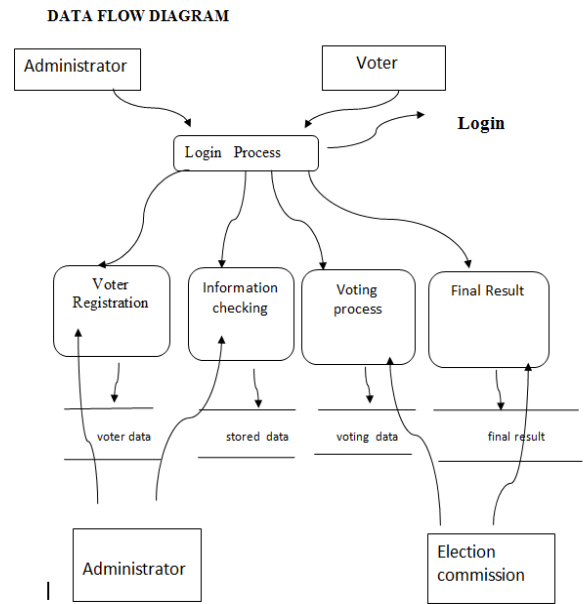 DATA FLOW DIAGRAM
Administrator
Voter
Login
Login Process
Voter
Registration
Information
checking
Voting
process
Final Result
voter data
stored data
voting data
final result
Administrator
Election
commission